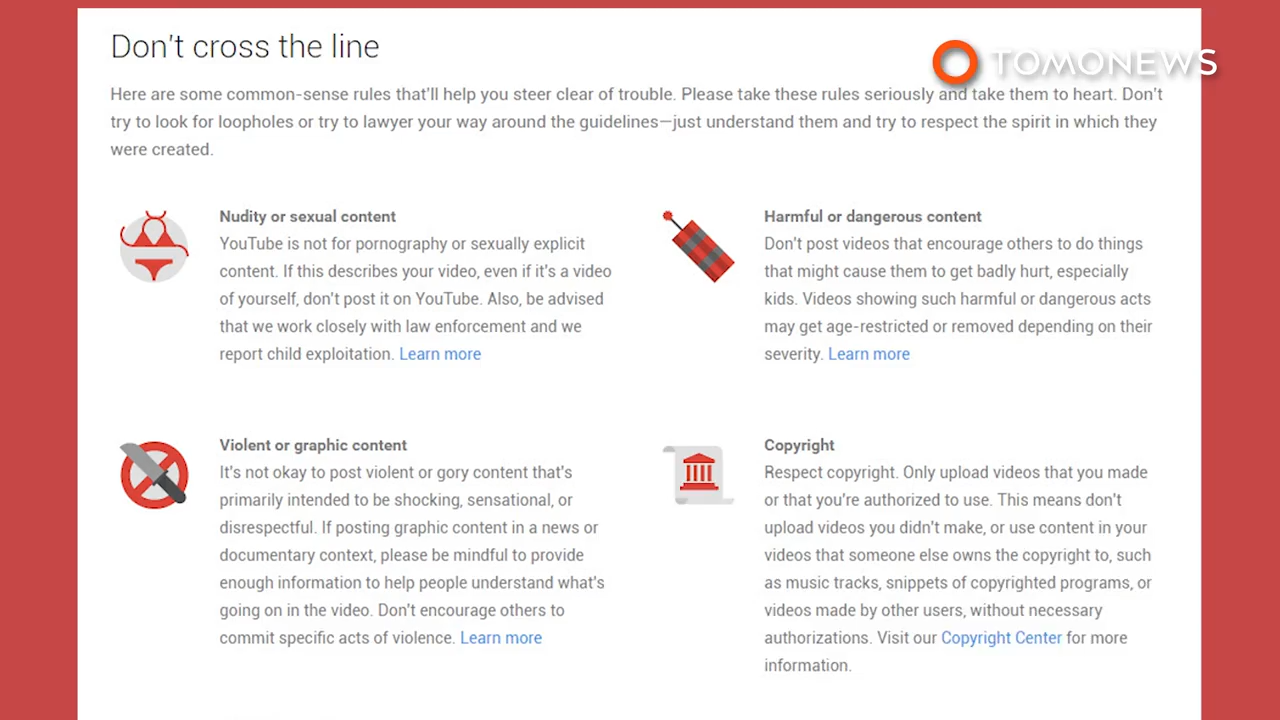 Don't cross the line
TOMONEWS
Here are some common-sense rules that'll help you steer clear of trouble. Please take these rules seriously and take them to heart. Don't
try to look for loopholes or try to lawyer your way around the guidelines—just understand them and try to respect the spirit in which they
were created.
Nudity or sexual content
YouTube is not for pornography or sexually explicit
content. If this describes your video, even if it's a video
of yourself, don't post it on YouTube. Also, be advised
that we work closely with law enforcement and we
report child exploitation. Learn more
Harmful or dangerous content
Don't post videos that encourage others to do things
that might cause them to get badly hurt, especially
kids. Videos showing such harmful or dangerous acts
may get age-restricted or removed depending on their
severity. Learn more
Violent or graphic content
It's not okay to post violent or gory content that's
primarily intended to be shocking, sensational, or
disrespectful. If posting graphic content in a news or
documentary context, please be mindful to provide
enough information to help people understand what's
going on in the video. Don't encourage others to
commit specific acts of violence. Learn more
Copyright
Respect copyright. Only upload videos that you made
or that you're authorized to use. This means don't
upload videos you didn't make, or use content in your
videos that someone else owns the copyright to, such
as music tracks, snippets of copyrighted programs, or
videos made by other users, without necessary
authorizations. Visit our Copyright Center for more
information.